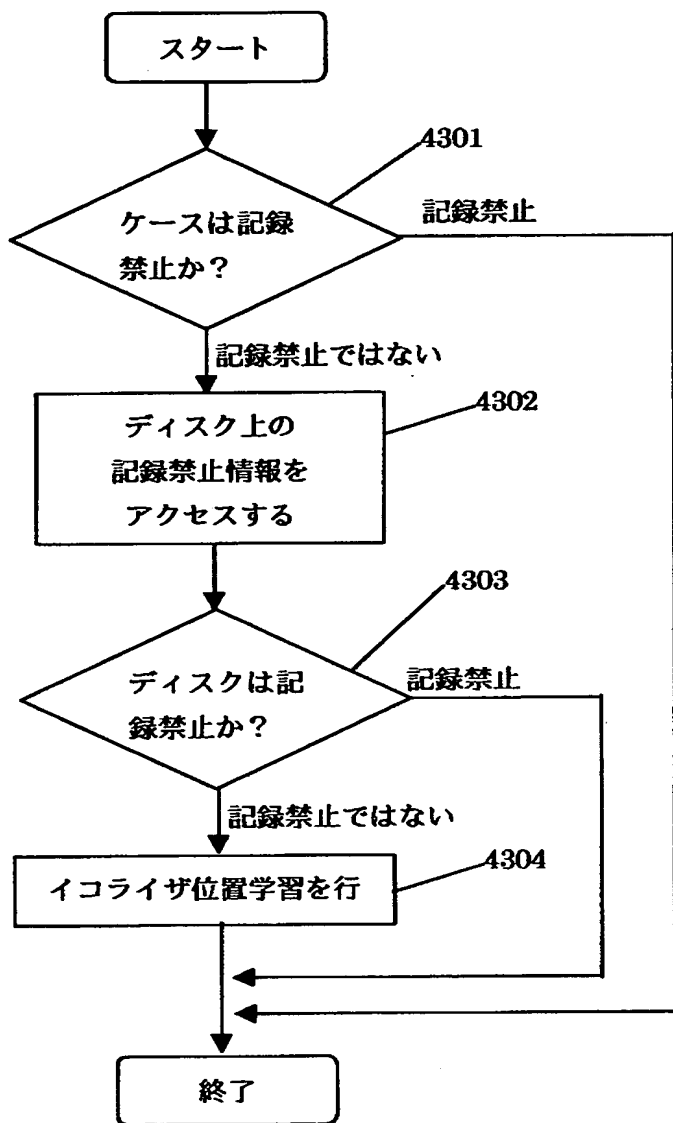 スタート
4301
ケースは記録
禁止か？
記録禁止
記録禁止ではない
4302
ディスク上の
記録禁止情報を
アクセスする
4303
ディスクは記
録禁止か？
記録禁止
記録禁止ではない
4304
イコライザ位置学習を行
終了